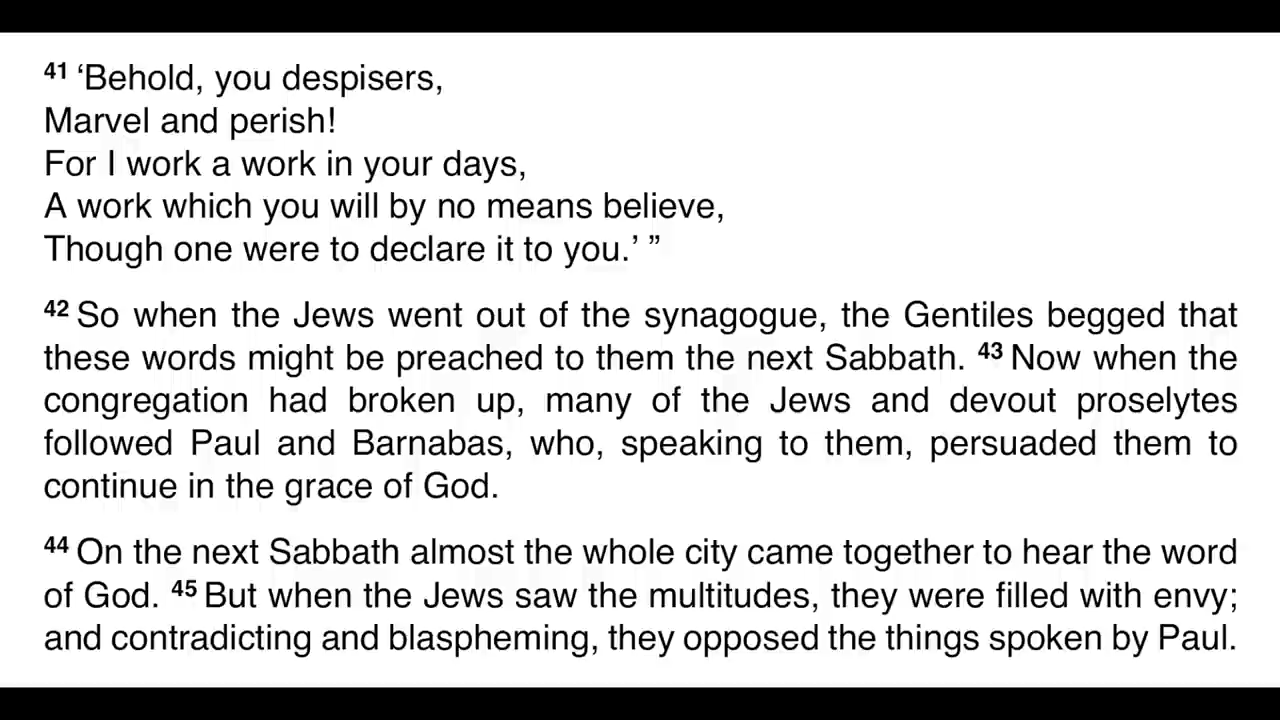 41 ‘Behold, you despisers,
Marvel and perish!
For I work a work in your days,
A work which you will by no means believe,
Though one were to declare it to you.’ ”
42 So when the Jews went out of the synagogue, the Gentiles begged that
these words might be preached to them the next Sabbath. 43 Now when the
congregation had broken up, many of the Jews and devout proselytes
followed Paul and Barnabas, who, speaking to them, persuaded them to
continue in the grace of God.
44 On the next Sabbath almost the whole city came together to hear the word
of God. 45 But when the Jews saw the multitudes, they were filled with envy;
and contradicting and blaspheming, they opposed the things spoken by Paul.